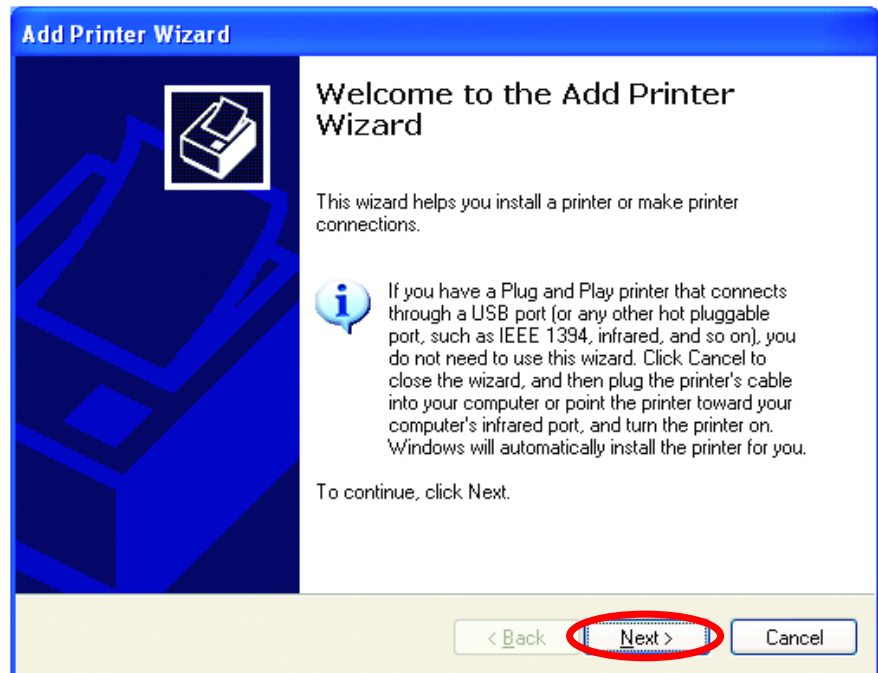 Add Printer Wizard
Welcome to the Add Printer
Wizard
This wizard helps you install a printer or make printer
connections.
If you have a Plug and Play printer that connects
through a USB port (or any other hot pluggable
port, such as IEEE 1394, infrared, and so on), you
do not need to use this wizard. Click Cancel to
close the wizard, and then plug the printer's cable
into your computer or point the printer toward your
computer's infrared port, and turn the printer on.
Windows will automatically install the printer for you.
To continue, click Next.
< Back Next > Cancel